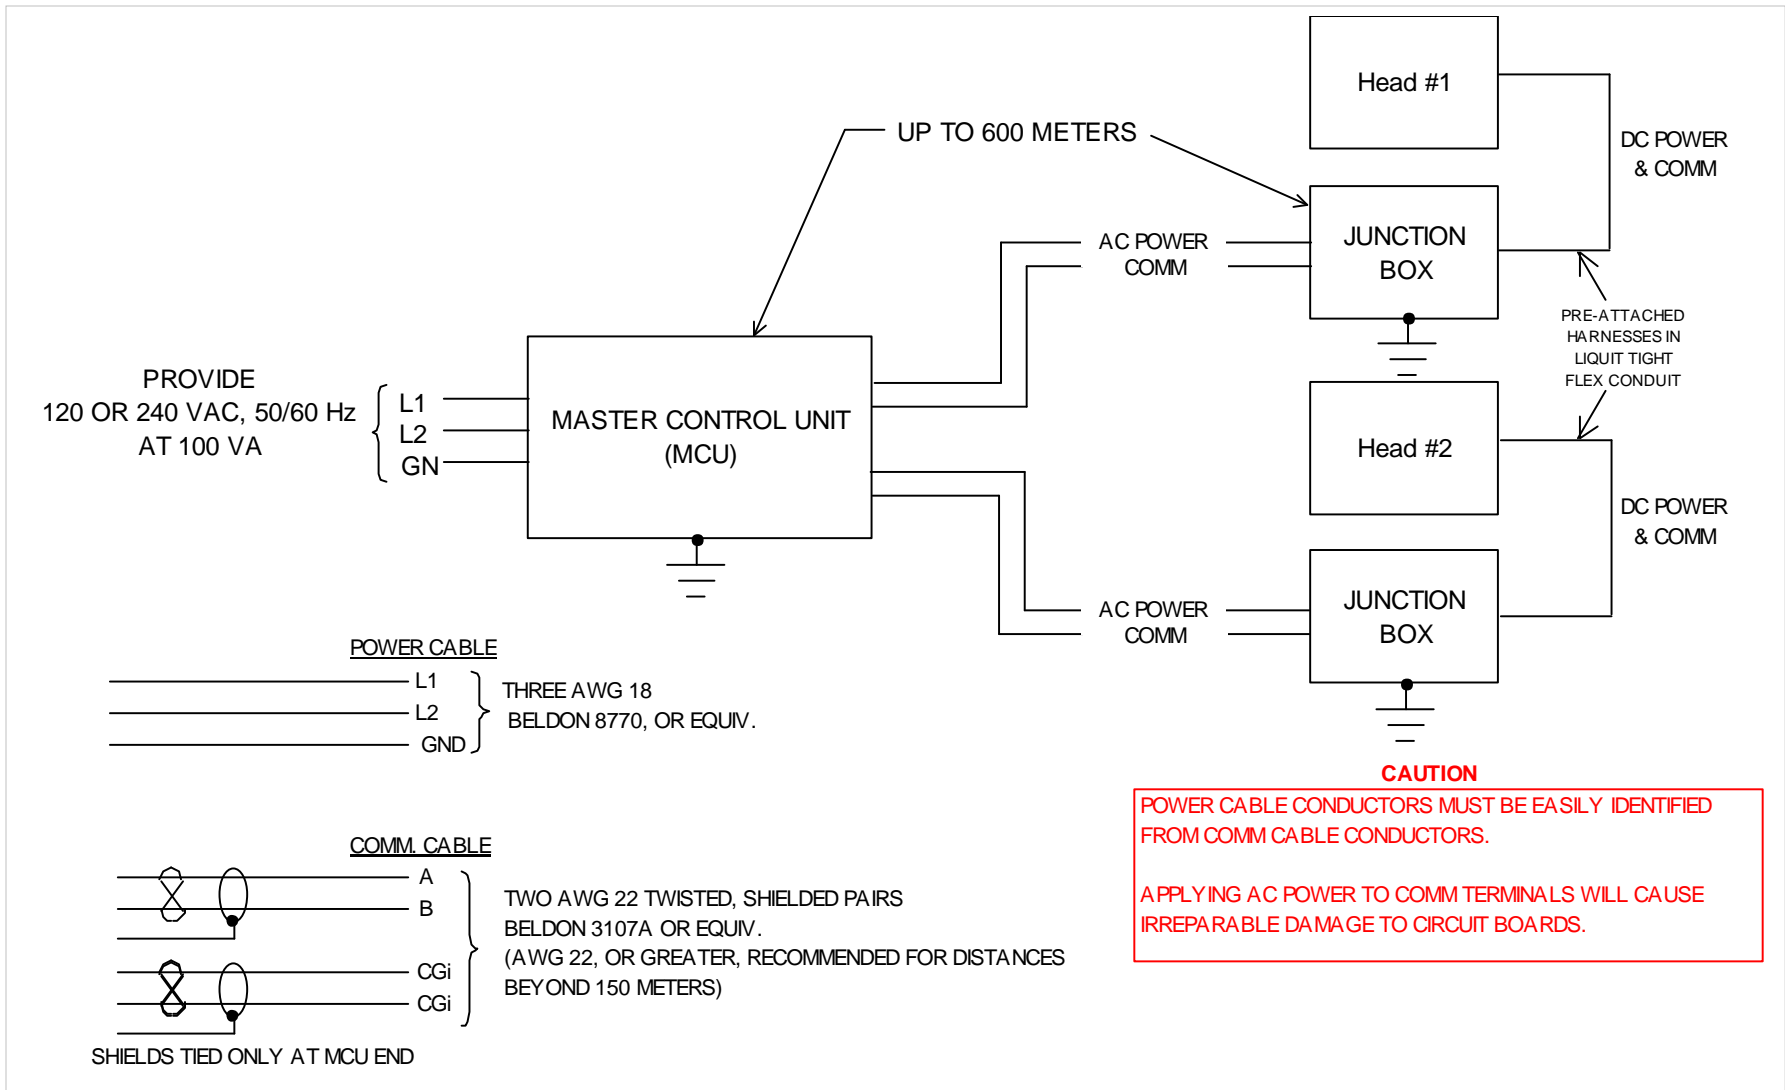 Head #1
UP TO 600 METERS
DC POWER
& COMM
JUNCTION
BOX
AC POWER
COMM
PRE-ATTACHED
HARNESSES IN
LIQUIT TIGHT
FLEX CONDUIT
PROVIDE
120 OR 240 VAC, 50/60 Hz
AT 100 VA
L1
L2
GN
MASTER CONTROL UNIT
(MCU)
Head #2
DC POWER
& COMM
JUNCTION
BOX
AC POWER
COMM
POWER CABLE
L1
L2
GND
THREE AWG 18
BELDON 8770, OR EQUIV.
CAUTION
POWER CABLE CONDUCTORS MUST BE EASILY IDENTIFIED
FROM COMM CABLE CONDUCTORS.
APPLYING AC POWER TO COMM TERMINALS WILL CAUSE
IRREPARABLE DAMAGE TO CIRCUIT BOARDS.
COMM. CABLE
A
B
CGi
CGi
TWO AWG 22 TWISTED, SHIELDED PAIRS
BELDON 3107A OR EQUIV.
(AWG 22, OR GREATER, RECOMMENDED FOR DISTANCES
BEYOND 150 METERS)
SHIELDS TIED ONLY AT MCU END